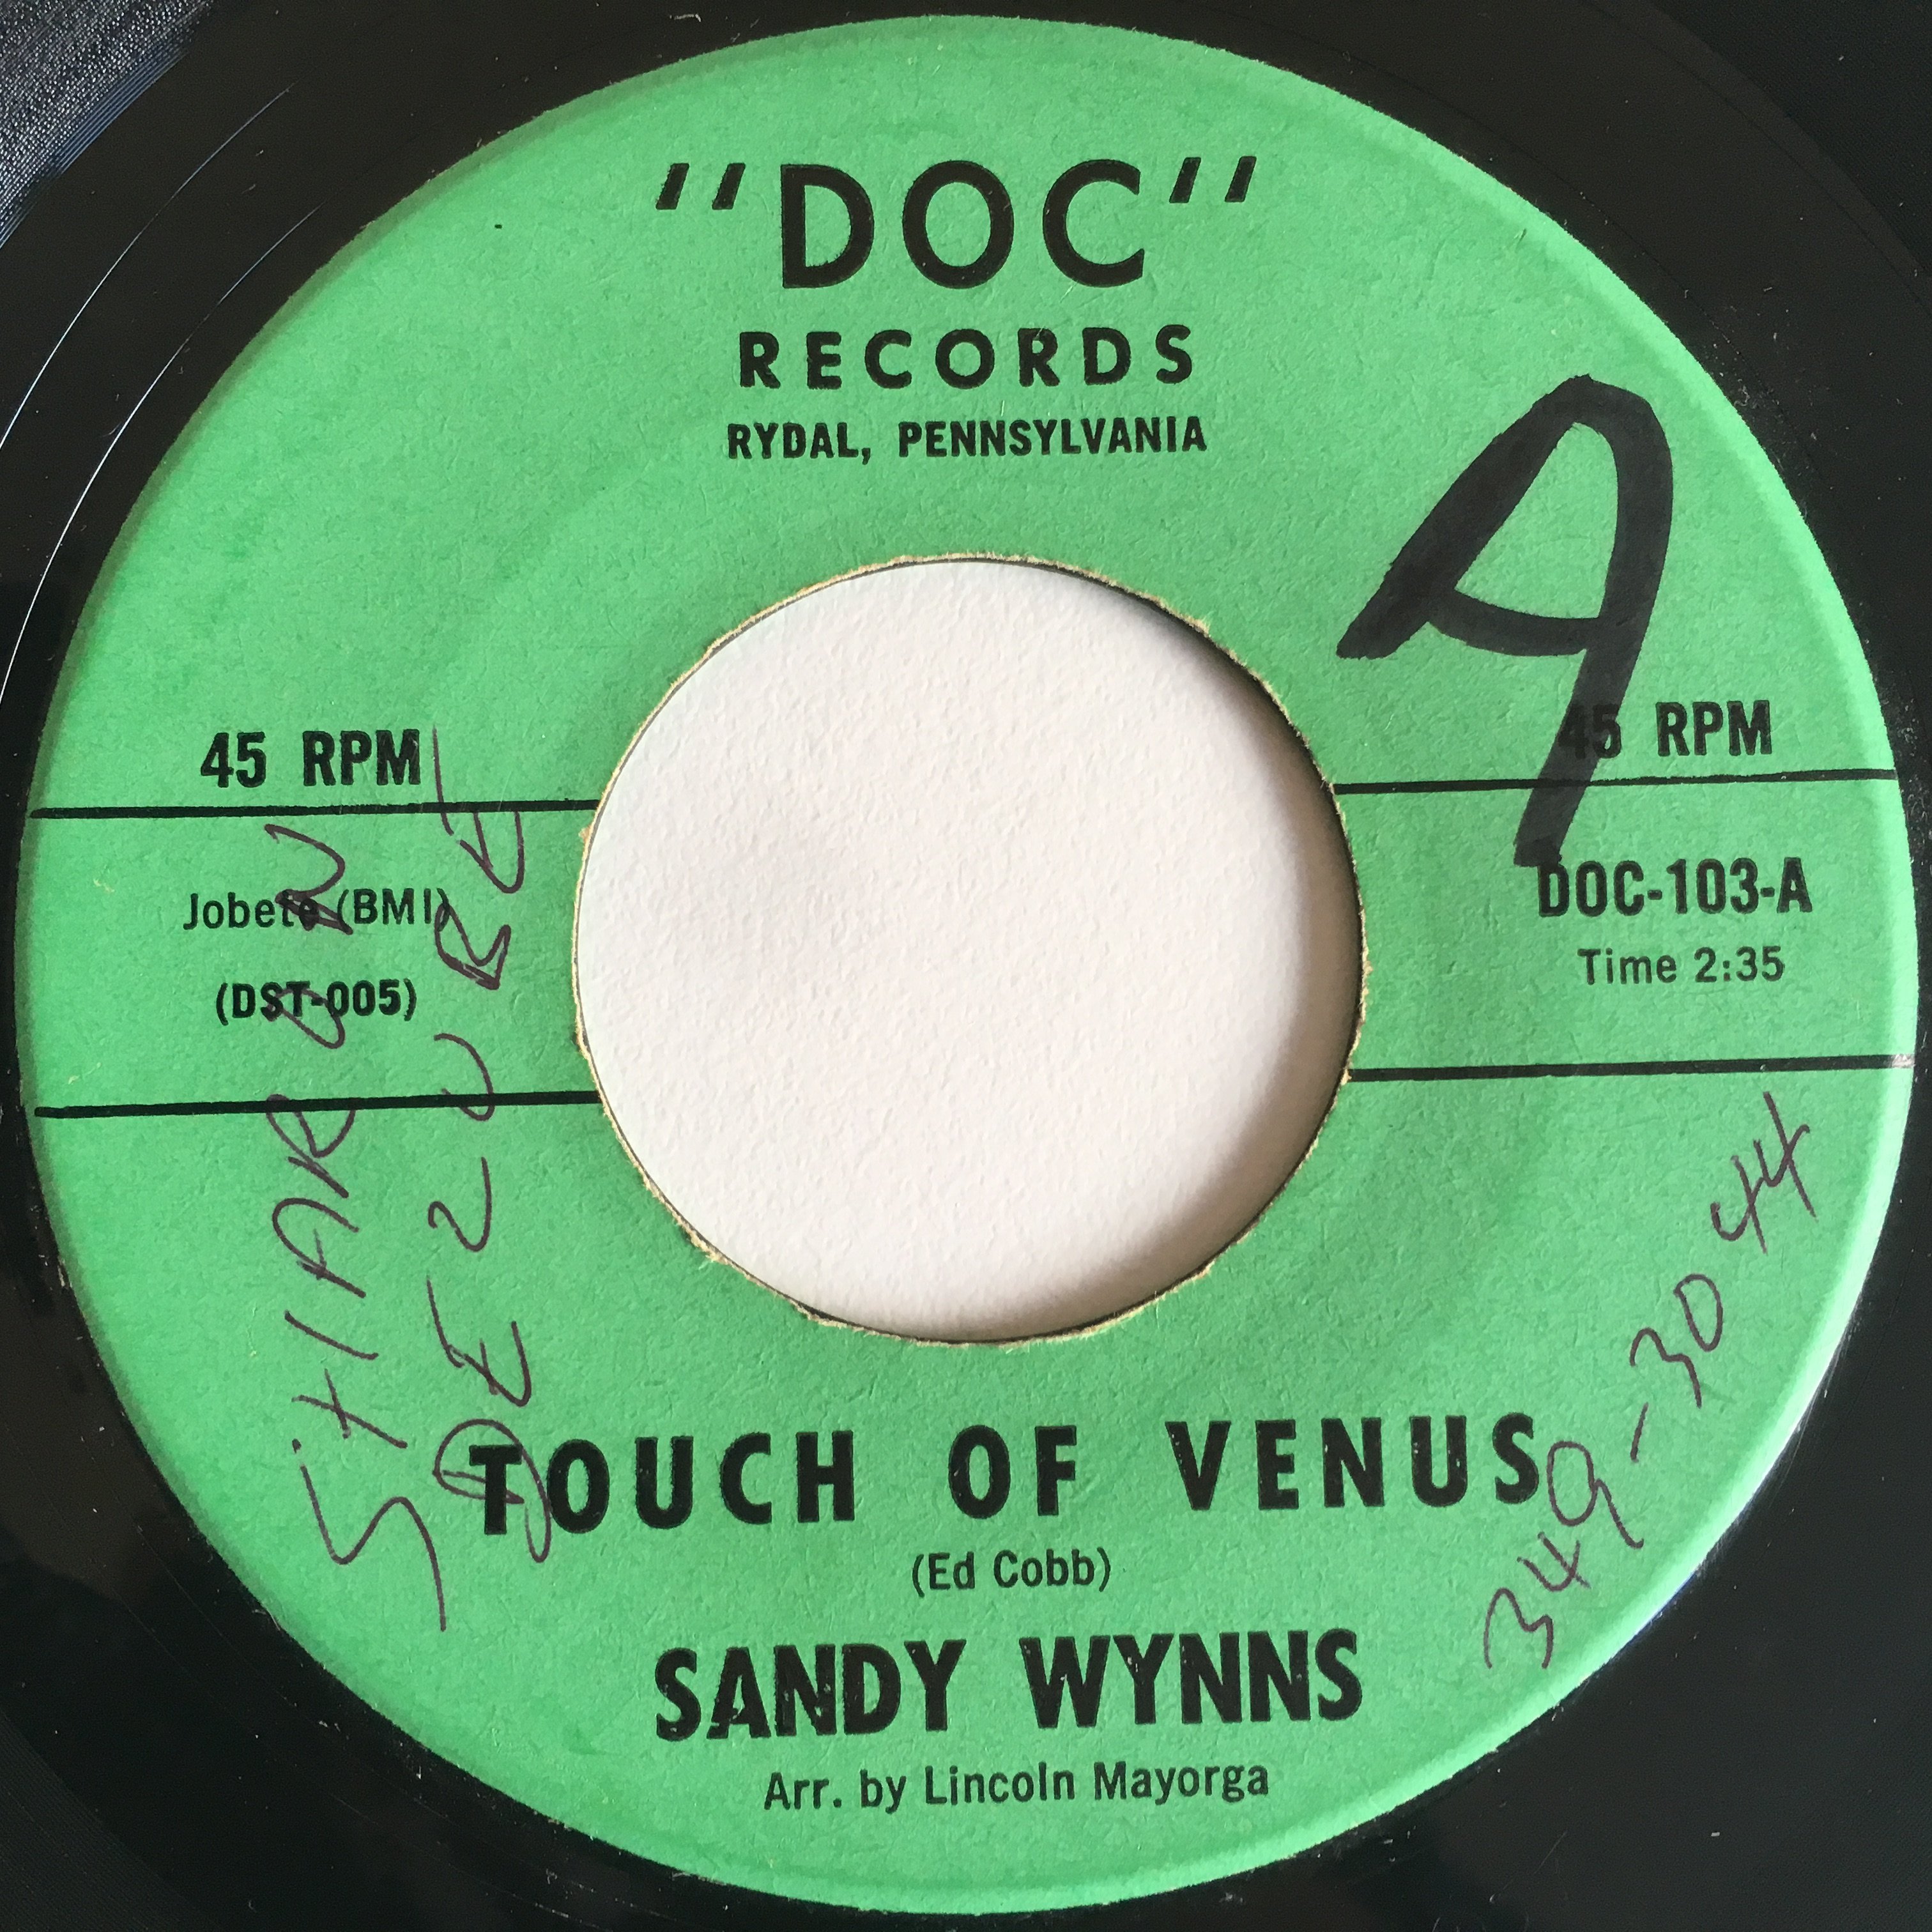 "DOC"
RECORDS
RYDAL, PENNSYLVANIA
A
45 RPM
45 RPM
Jobete (BMI)
(DST-005)
DOC-103-A
Time 2:35
SHARON
349-3044
TOUCH OF VENUS
(Ed Cobb)
SANDY WYNNS
Arr. by Lincoln Mayorga